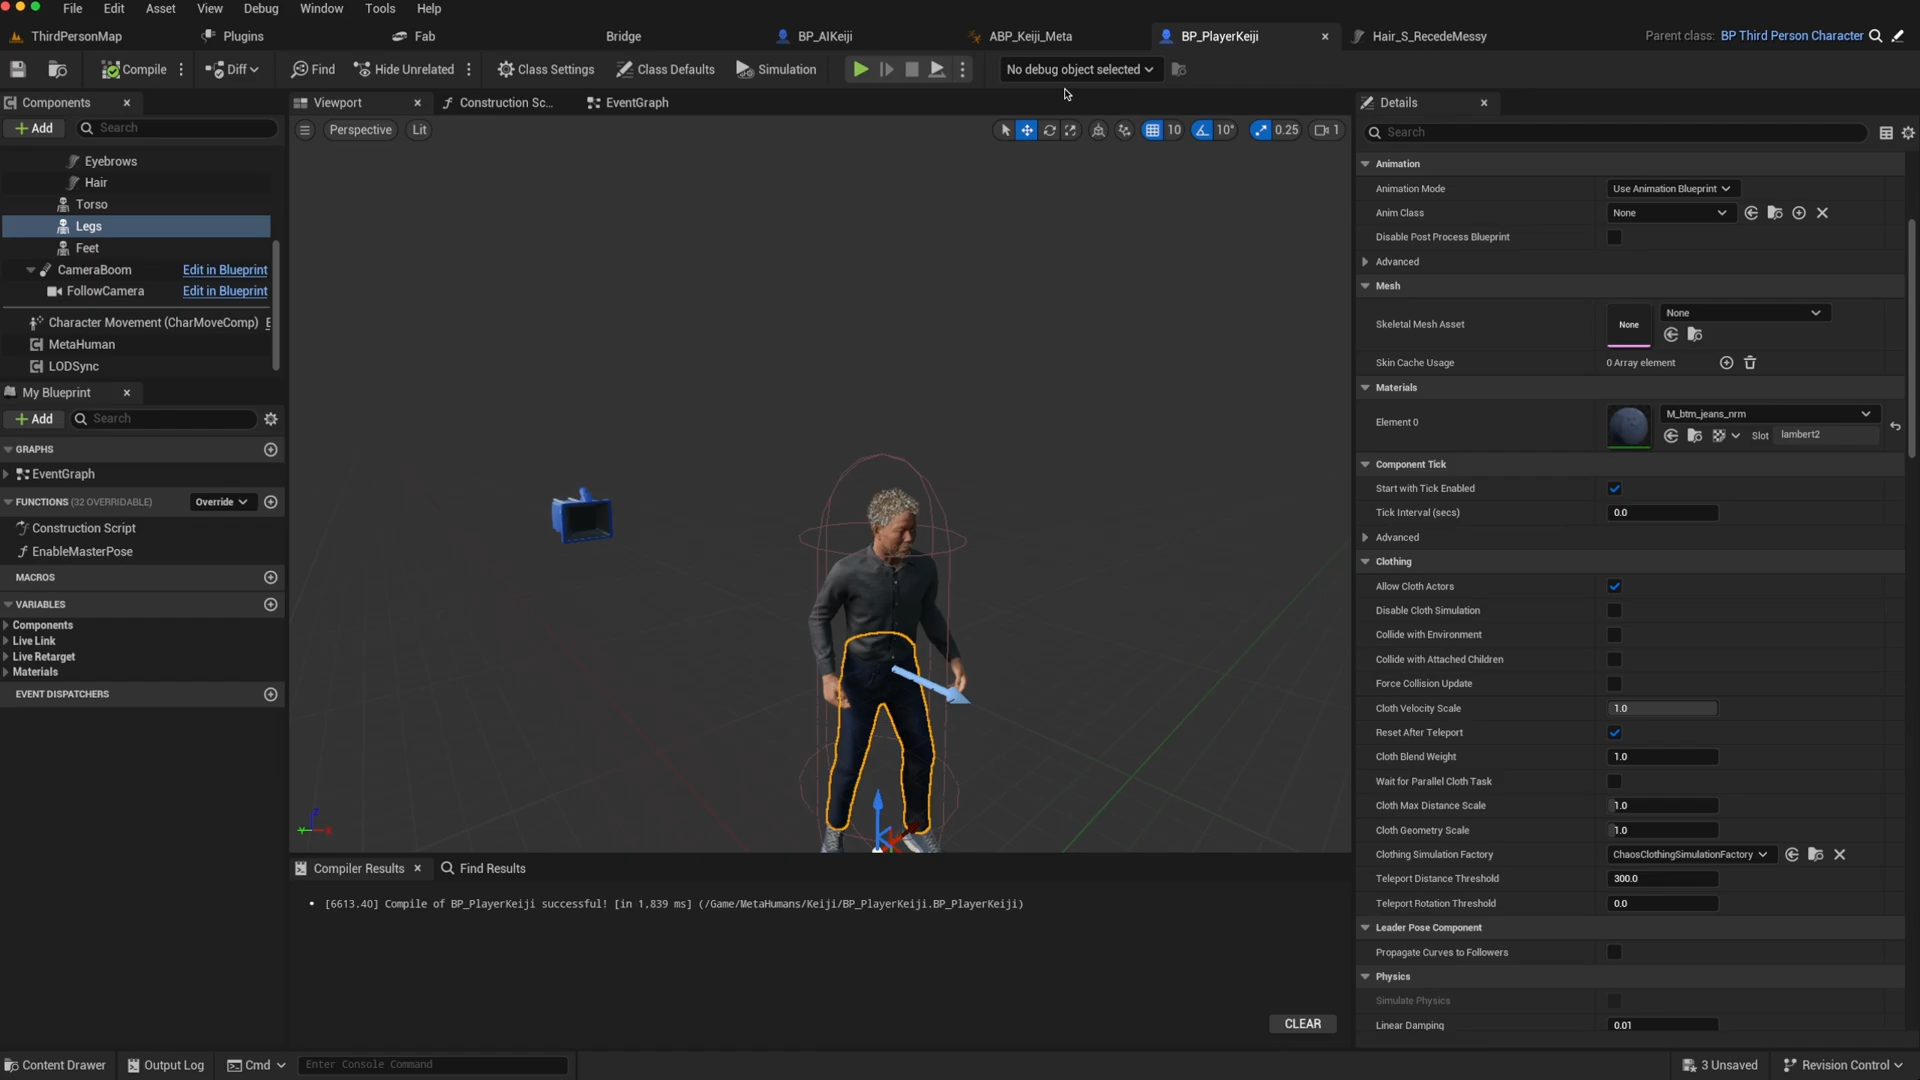 File Edit Asset View Debug Window Tools Help
ThirdPersonMap Plugins Fab Bridge BP_AIKeiji ABP_Keiji_Meta BP_PlayerKeiji Hair_S_RecedeMessy Parent class: BP Third Person Character
Compile Diff Find Hide Unrelated Class Settings Class Defaults Simulation No debug object selected
Components
Add Search
Eyebrows
Hair
Torso
Legs
Feet
CameraBoom Edit in Blueprint
FollowCamera Edit in Blueprint
Character Movement (CharMoveComp) E
MetaHuman
LODSync
My Blueprint
Add Search
GRAPHS
EventGraph
FUNCTIONS (32 OVERRIDABLE) Override
Construction Script
EnableMasterPose
MACROS
VARIABLES
Components
Live Link
Live Retarget
Materials
EVENT DISPATCHERS
Viewport Construction Sc... EventGraph
Perspective Lit 10 10° 0.25 1
Compiler Results Find Results
[6613.40] Compile of BP_PlayerKeiji successful! [in 1,839 ms] (/Game/MetaHumans/Keiji/BP_PlayerKeiji.BP_PlayerKeiji)
CLEAR
Details
Search
Animation
Animation Mode Use Animation Blueprint
Anim Class None
Disable Post Process Blueprint
Advanced
Mesh
Skeletal Mesh Asset None None
Skin Cache Usage 0 Array element
Materials
Element 0 M_btm_jeans_nrm
Slot lambert2
Component Tick
Start with Tick Enabled
Tick Interval (secs) 0.0
Advanced
Clothing
Allow Cloth Actors
Disable Cloth Simulation
Collide with Environment
Collide with Attached Children
Force Collision Update
Cloth Velocity Scale 1.0
Reset After Teleport
Cloth Blend Weight 1.0
Wait for Parallel Cloth Task
Cloth Max Distance Scale 1.0
Cloth Geometry Scale 1.0
Clothing Simulation Factory ChaosClothingSimulationFactory
Teleport Distance Threshold 300.0
Teleport Rotation Threshold 0.0
Leader Pose Component
Propagate Curves to Followers
Physics
Simulate Physics
Linear Damping 0.01
Content Drawer Output Log Cmd Enter Console Command 3 Unsaved Revision Control